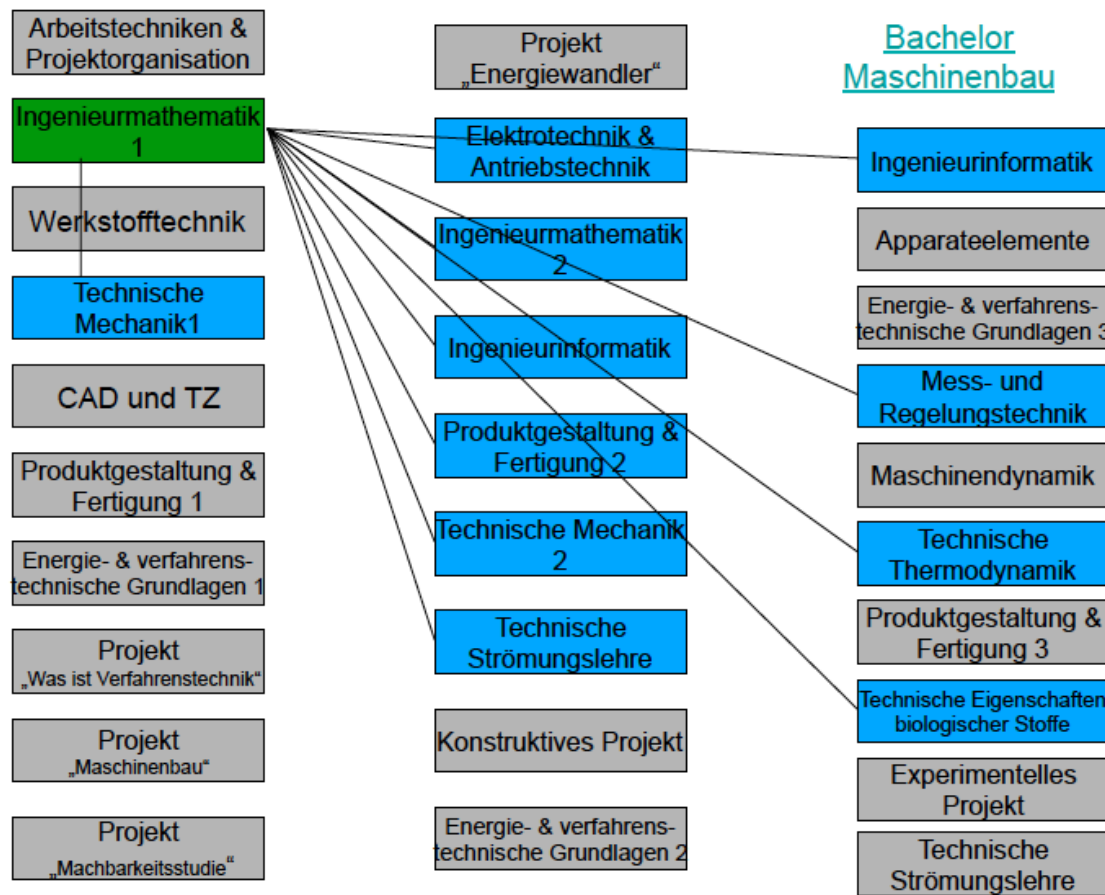 Arbeitstechniken &
Projektorganisation
Ingenieurmathematik
1
Werkstofftechnik
Technische
Mechanik1
CAD und TZ
Produktgestaltung &
Fertigung 1
Energie- & verfahrens-
technische Grundlagen 1
Projekt
„Was ist Verfahrenstechnik“
Projekt
„Maschinenbau“
Projekt
„Machbarkeitsstudie“
Projekt
„Energiewandler“
Elektrotechnik &
Antriebstechnik
Ingenieurmathematik
2
Ingenieurinformatik
Produktgestaltung &
Fertigung 2
Technische Mechanik
2
Technische
Strömungslehre
Konstruktives Projekt
Energie- & verfahrens-
technische Grundlagen 2
Bachelor
Maschinenbau
Ingenieurinformatik
Apparateelemente
Energie- & verfahrens-
technische Grundlagen 3
Mess- und
Regelungstechnik
Maschinendynamik
Technische
Thermodynamik
Produktgestaltung &
Fertigung 3
Technische Eigenschaften
biologischer Stoffe
Experimentelles
Projekt
Technische
Strömungslehre